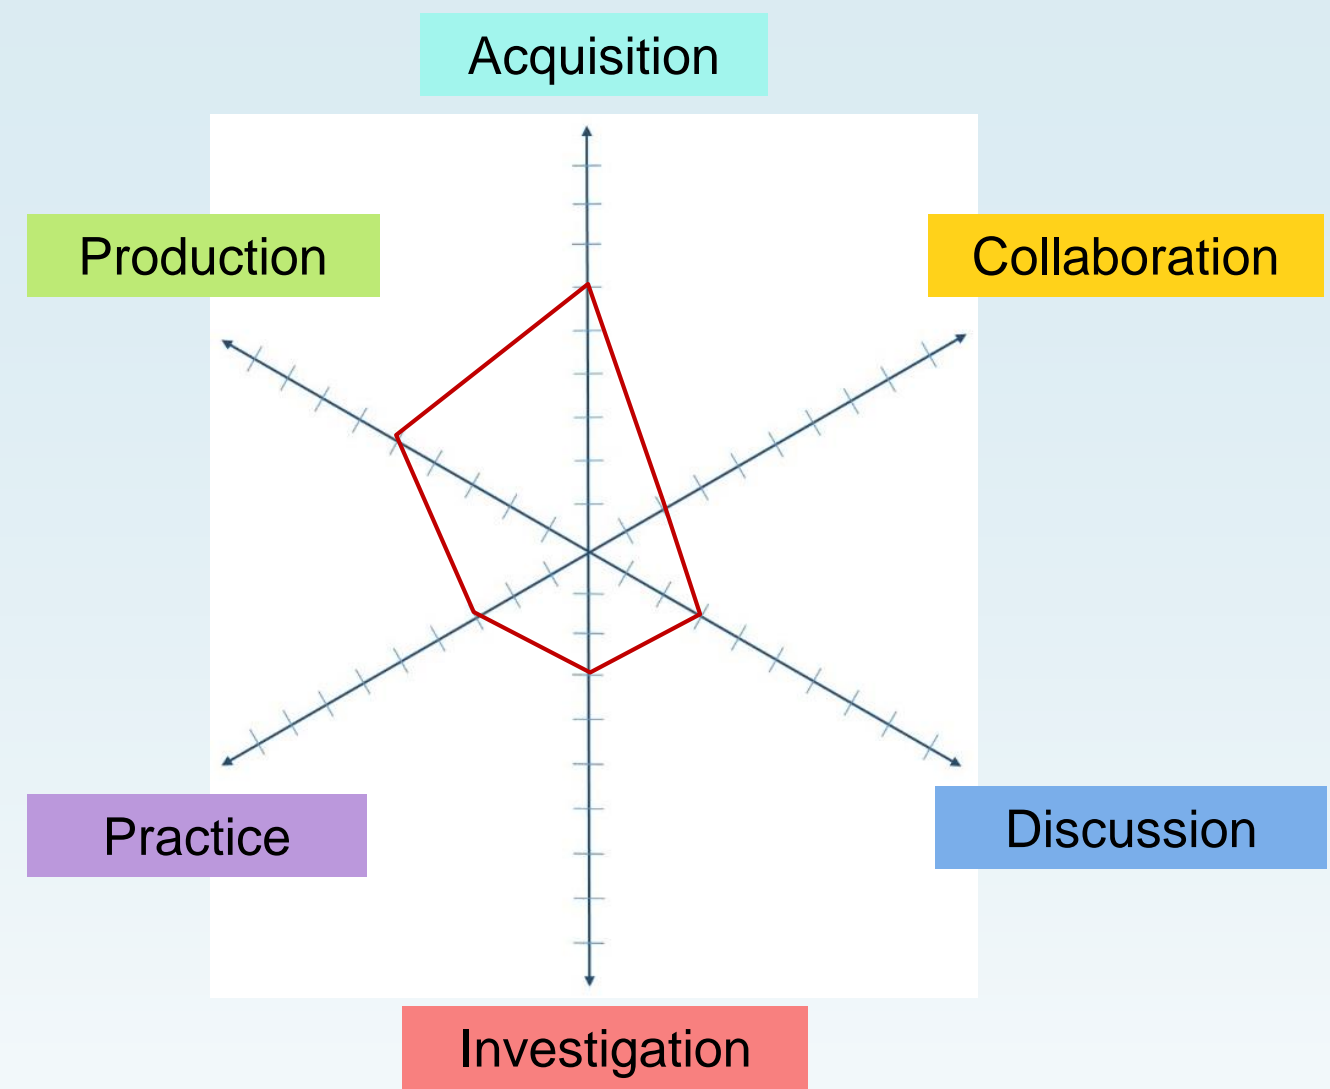 Acquisition
Production
Collaboration
Practice
Discussion
Investigation